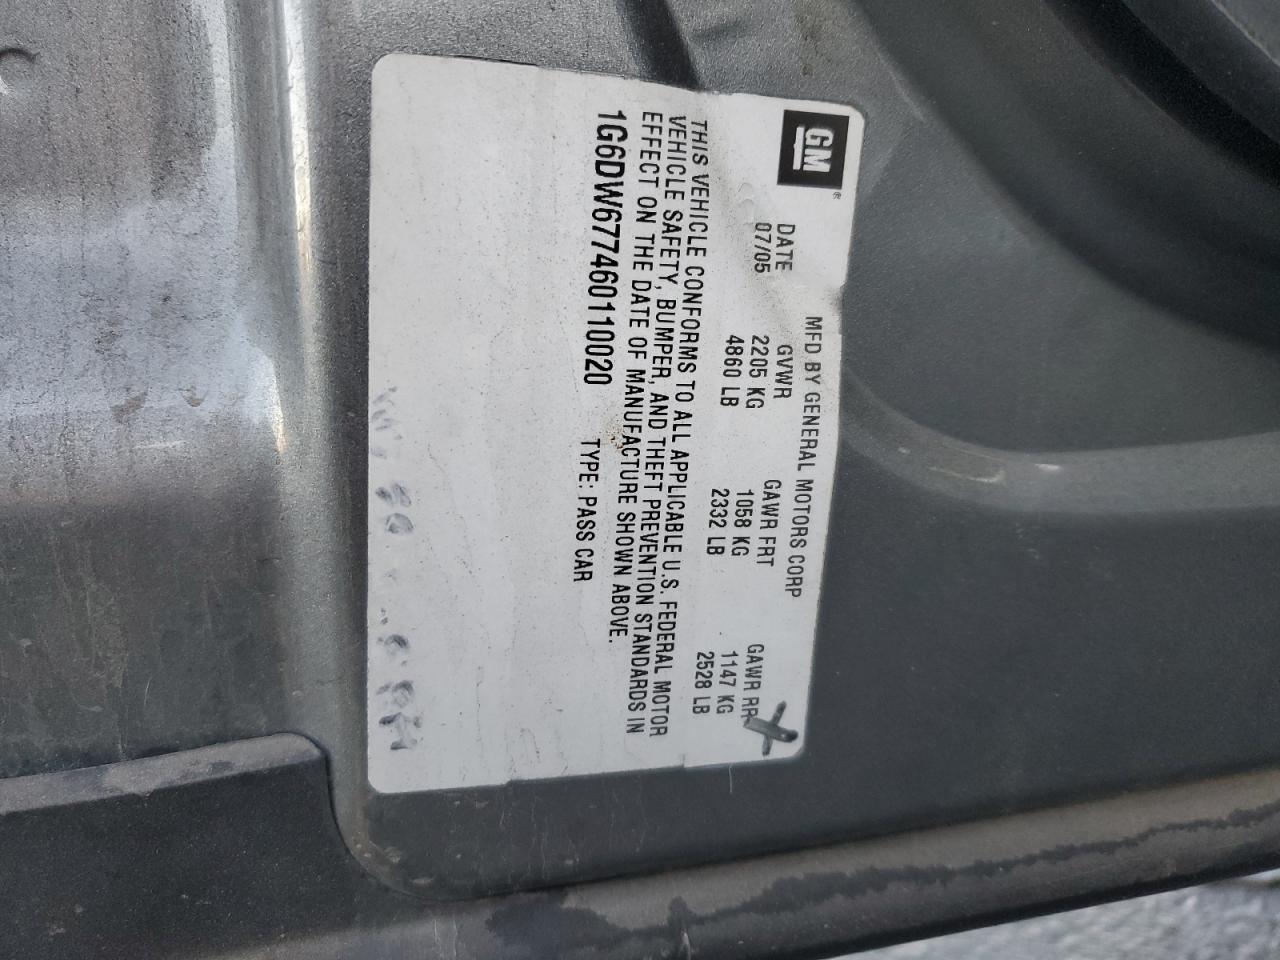 GM®
MFD BY GENERAL MOTORS CORP
DATE GVWR GAWR FRT GAWR RR
07/05 2205 KG 1058 KG 1147 KG
4860 LB 2332 LB 2528 LB
THIS VEHICLE CONFORMS TO ALL APPLICABLE U.S. FEDERAL MOTOR
VEHICLE SAFETY, BUMPER, AND THEFT PREVENTION STANDARDS IN
EFFECT ON THE DATE OF MANUFACTURE SHOWN ABOVE.
1G6DW677460110020 TYPE: PASS CAR